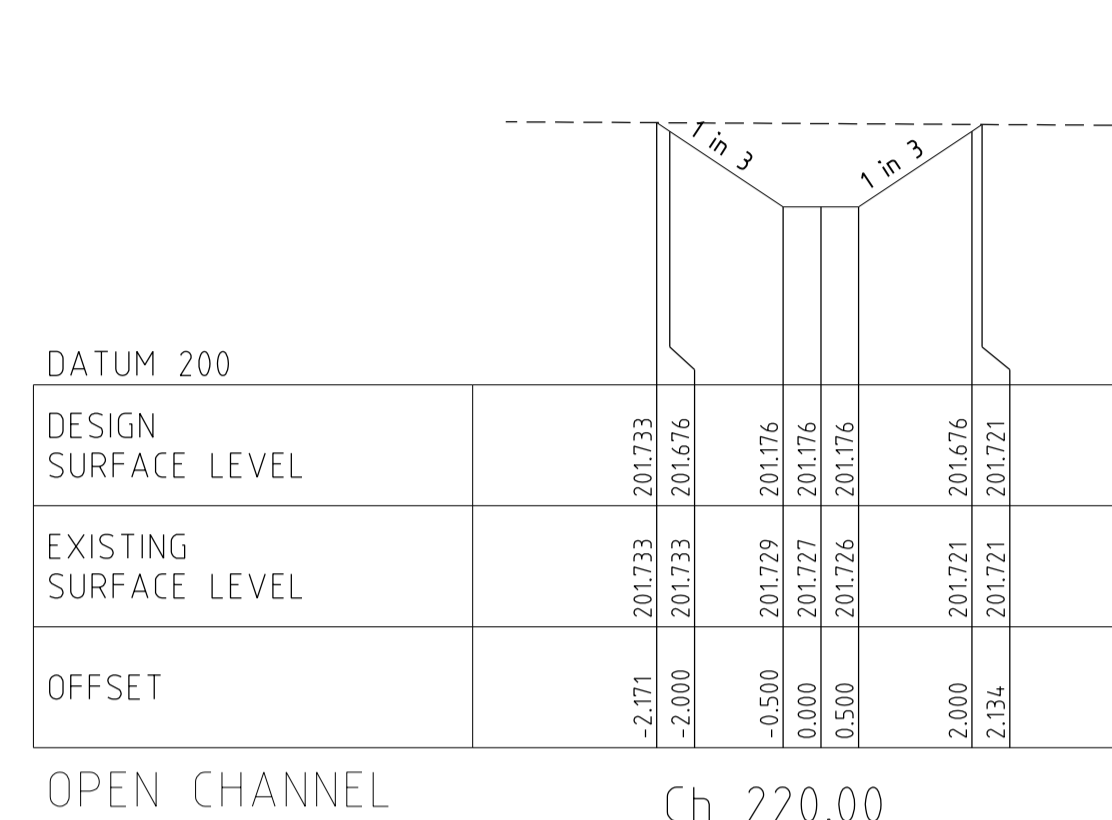 1 in 3
1 in 3
DATUM 200
DESIGN
SURFACE LEVEL
201.733
201.676
201.176
201.176
201.176
201.676
201.721
EXISTING
SURFACE LEVEL
201.733
201.733
201.729
201.727
201.726
201.721
201.721
OFFSET
-2.171
-2.000
-0.500
0.000
0.500
2.000
2.134
OPEN CHANNEL
Ch 220.00